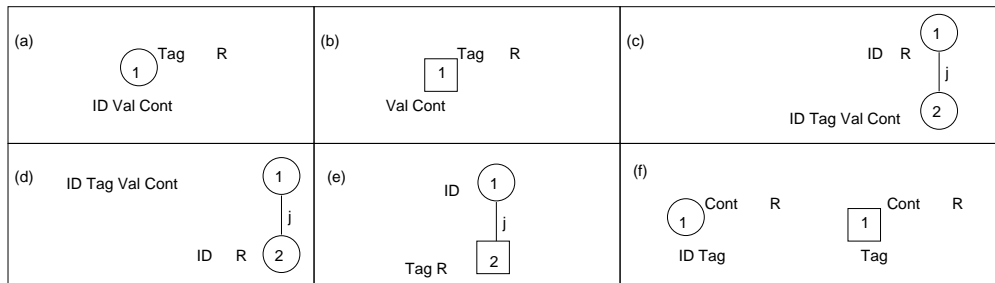 (a)
Tag R
1
ID Val Cont
(b)
Tag R
1
Val Cont
(c)
1
ID R
j
2
ID Tag Val Cont
(d)
ID Tag Val Cont
1
j
ID R
2
(e)
ID
1
j
Tag R
2
(f)
Cont R
1
ID Tag
Cont R
1
Tag